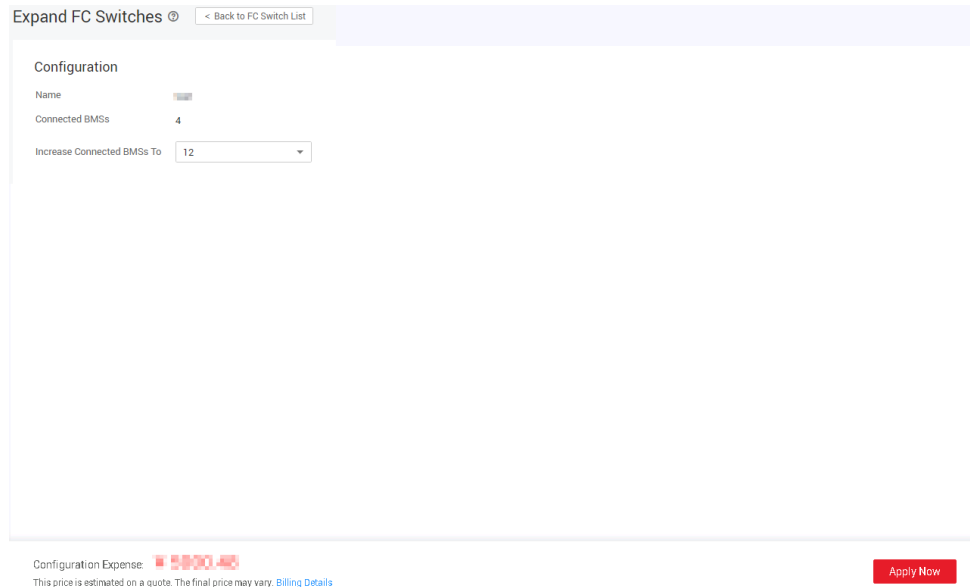 Expand FC Switches ? < Back to FC Switch List
Configuration
Name
Connected BMSs 4
Increase Connected BMSs To 12
Configuration Expense:
This price is estimated on a quote. The final price may vary. Billing Details
Apply Now